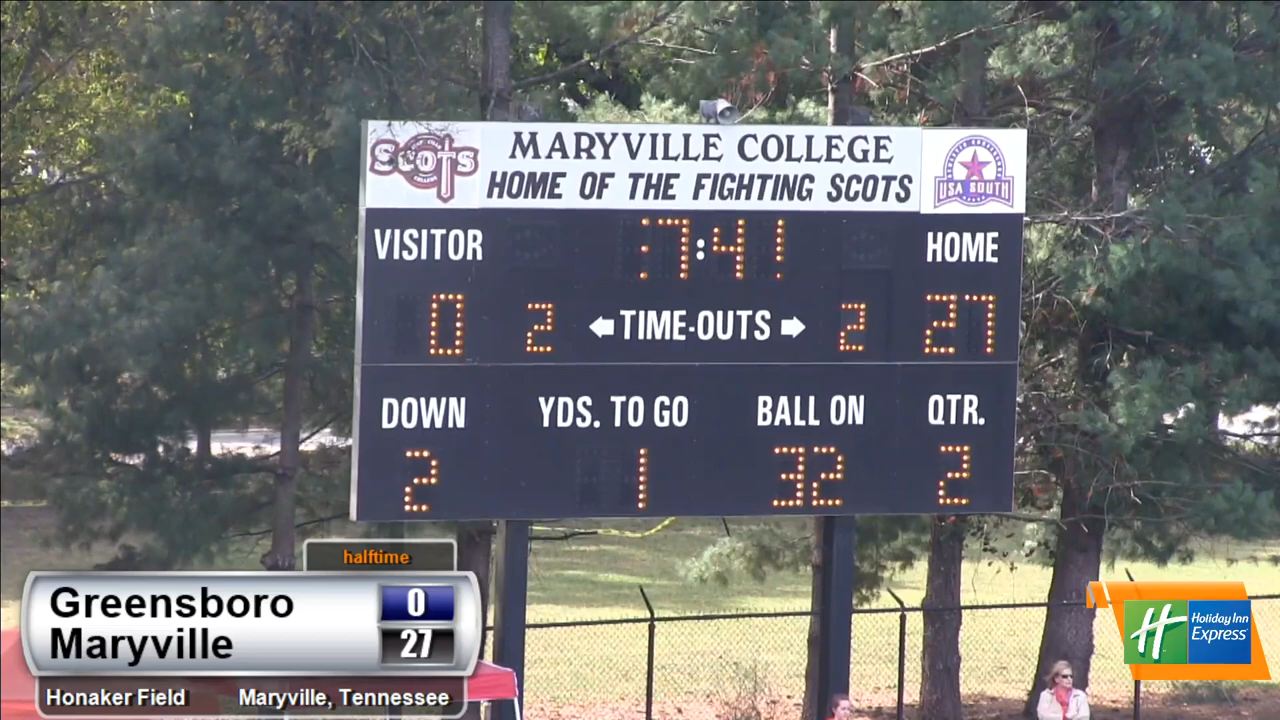 SCOTS
MARYVILLE COLLEGE
HOME OF THE FIGHTING SCOTS
USA SOUTH
VISITOR
17:41
HOME
0
2
TIME-OUTS
2
27
DOWN
YDS. TO GO
BALL ON
QTR.
2
1
32
2
halftime
Greensboro 0
Maryville 27
Honaker Field
Maryville, Tennessee
H
Holiday Inn
Express